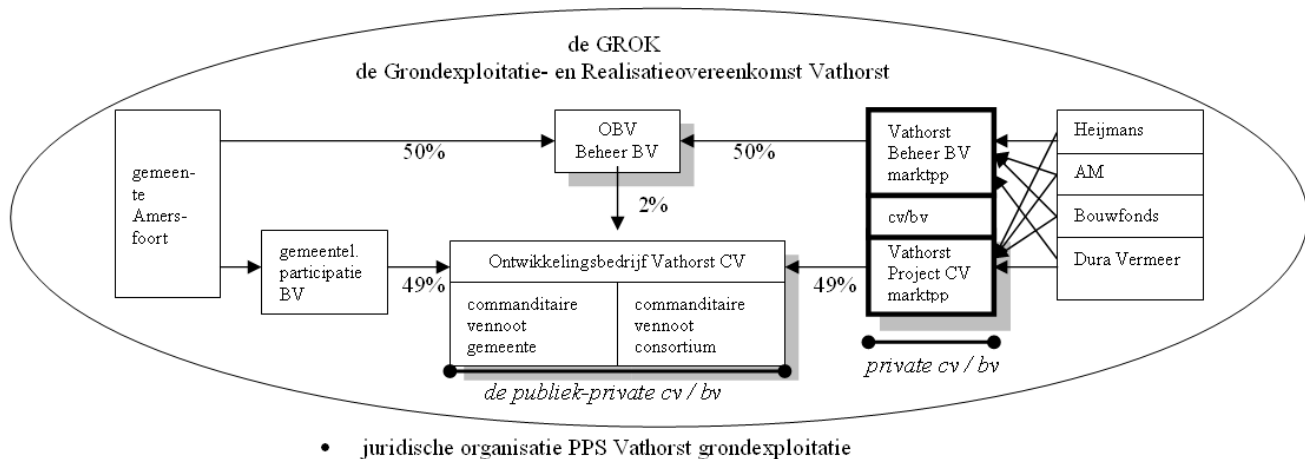 de GROK
de Grondexploitatie- en Realisatieovereenkomst Vathorst
gemeen-
te
Amers-
foort
50%
OBV
Beheer BV
50%
2%
Vathorst
Beheer BV
marktpp
cv/bv
Vathorst
Project CV
marktpp
Heijmans
AM
Bouwfonds
Dura Vermeer
gemeentel.
participatie
BV
49%
Ontwikkelingsbedrijf Vathorst CV
commanditaire
vennoot
gemeente
commanditaire
vennoot
consortium
49%
de publiek-private cv / bv
private cv / bv
• juridische organisatie PPS Vathorst grondexploitatie